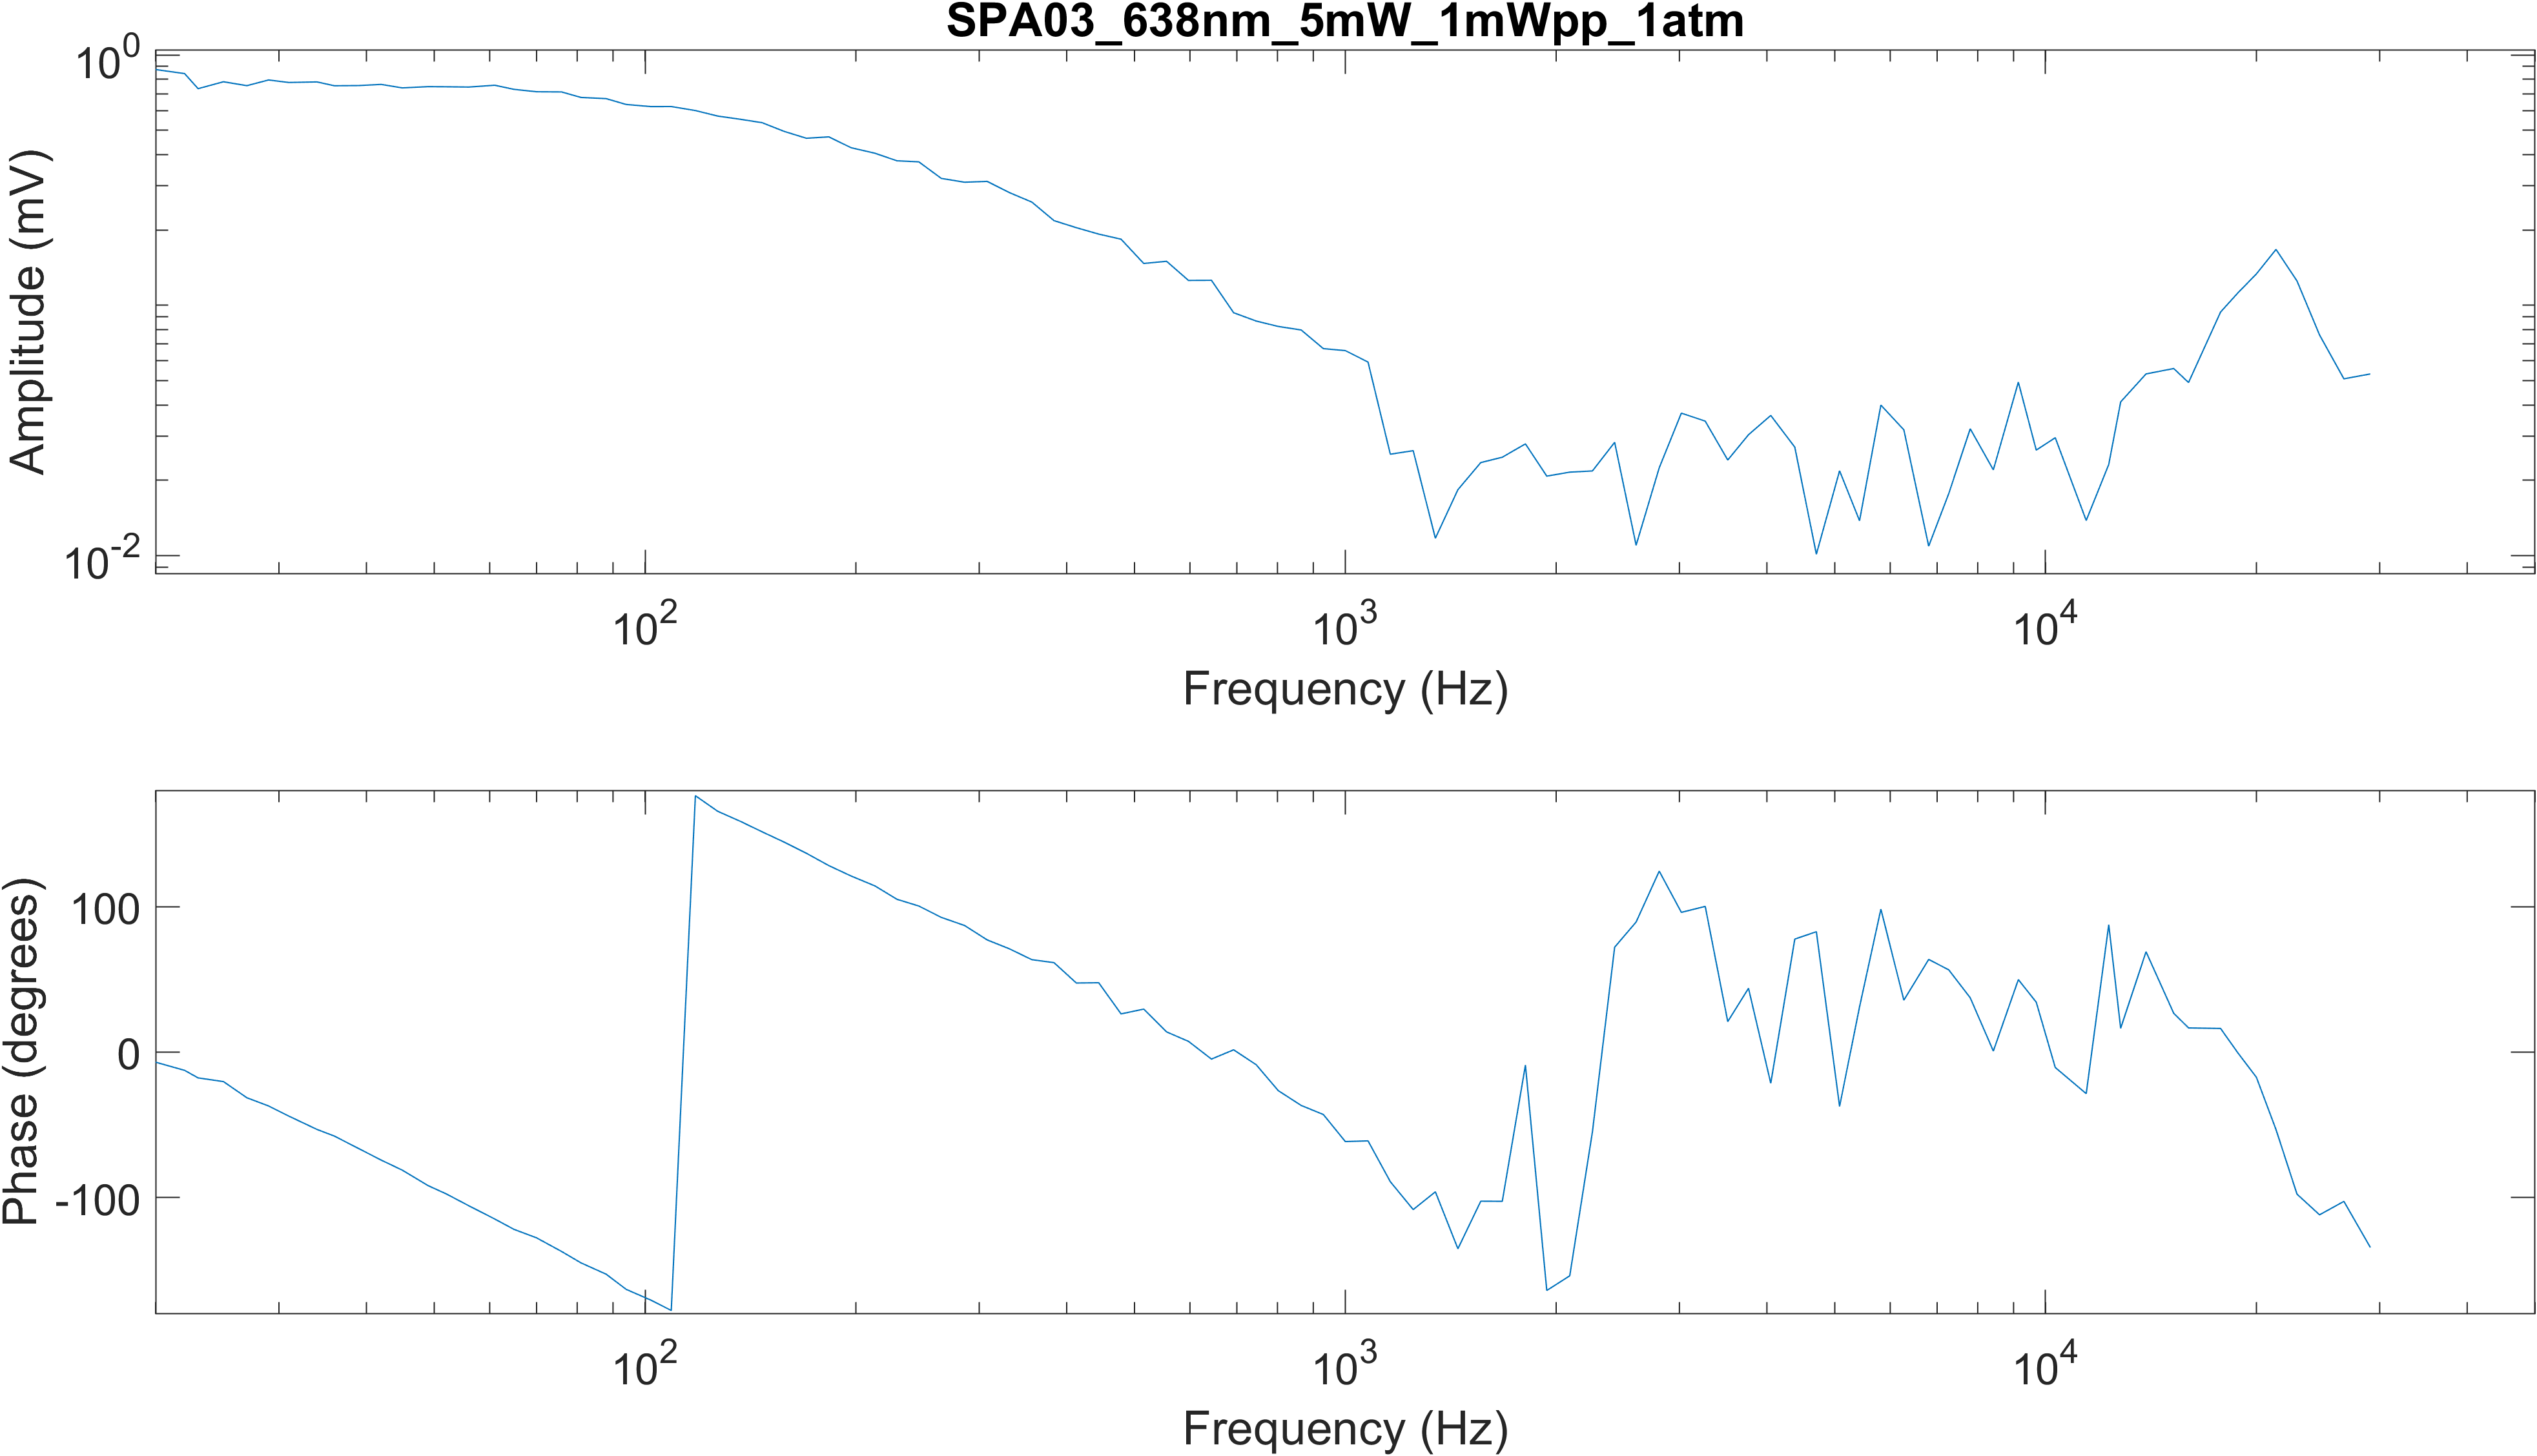 SPA03_638nm_5mW_1mWpp_1atm
10^0
10^-2
Amplitude (mV)
10^2 10^3 10^4
Frequency (Hz)
100
0
-100
Phase (degrees)
10^2 10^3 10^4
Frequency (Hz)